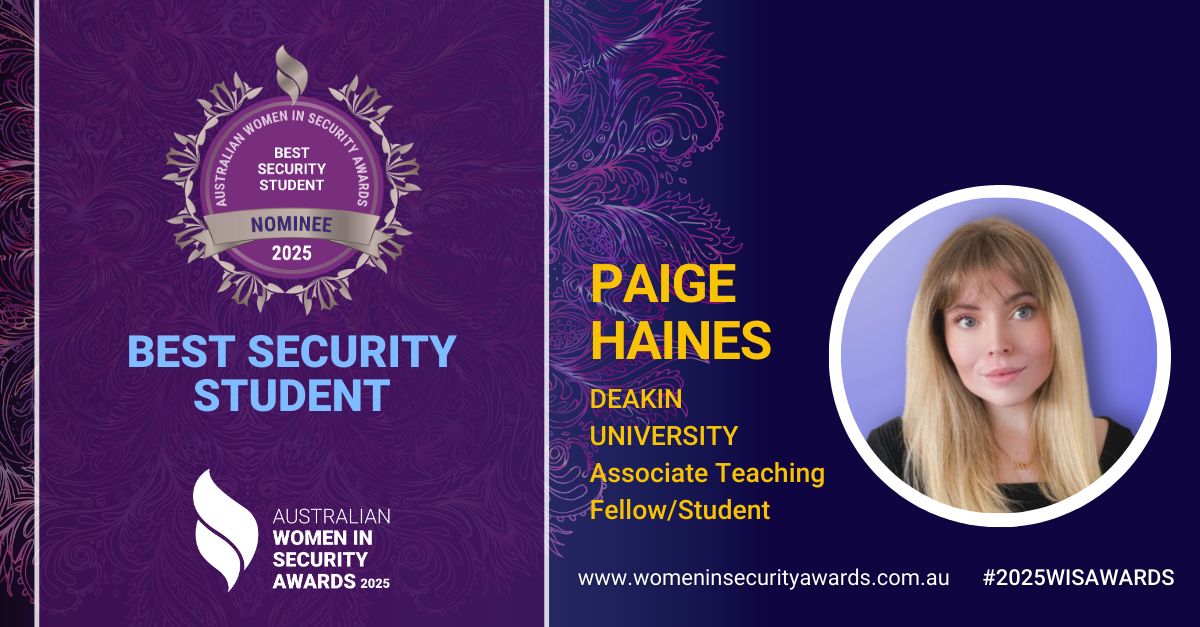 AUSTRALIAN WOMEN IN SECURITY AWARDS
BEST
SECURITY
STUDENT
NOMINEE
2025
BEST SECURITY
STUDENT
AUSTRALIAN
WOMEN IN
SECURITY
AWARDS 2025
PAIGE
HAINES
DEAKIN
UNIVERSITY
Associate Teaching
Fellow/Student
www.womeninsecurityawards.com.au
#2025WISAWARDS